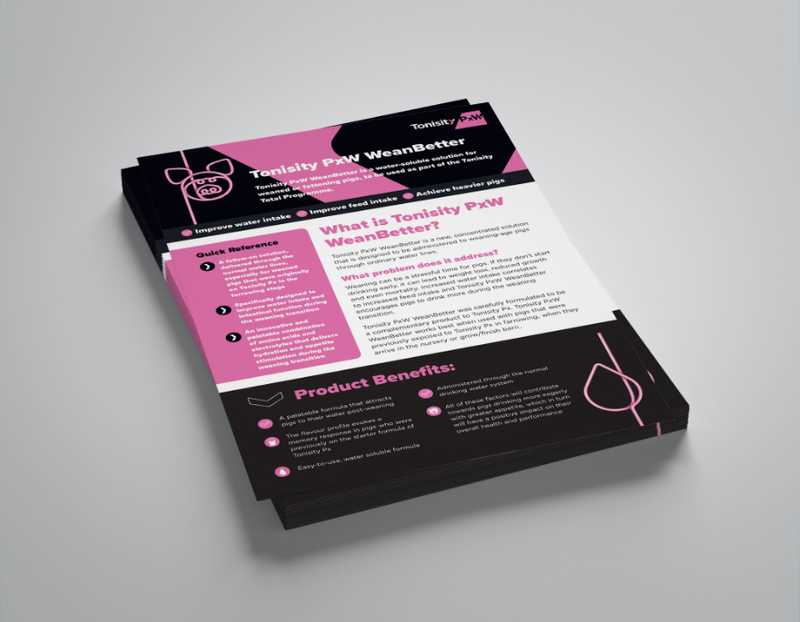 Tonisity PxW
Tonisity PxW WeanBetter
Tonisity PxW WeanBetter is a water-soluble solution for
weaned or fattening pigs, to be used as part of the Tonisity
Total Programme.
Improve water intake
Improve feed intake
Achieve heavier pigs
Quick Reference
A follow-on solution,
delivered through the
normal water lines,
especially for weaned
pigs that were originally
on Tonisity Px in the
farrowing stage
Specifically designed to
improve water intake and
intestinal function during
the weaning transition
An innovative and
palatable combination
of amino acids and
electrolytes that delivers
hydration and appetite
stimulation during the
weaning transition
What is Tonisity PxW
WeanBetter?
Tonisity PxW WeanBetter is a new, concentrated solution
that is designed to be administered to weaning-age pigs
through ordinary water lines.
What problem does it address?
Weaning can be a stressful time for pigs. If they don't start
drinking early, it can lead to weight loss, reduced growth
and even mortality. Increased water intake correlates
to increased feed intake and Tonisity PxW WeanBetter
encourages pigs to drink more during the weaning
transition.
Tonisity PxW WeanBetter was carefully formulated to be
a complementary product to Tonisity Px. Tonisity PxW
WeanBetter works best when used with pigs that were
previously exposed to Tonisity Px in farrowing, when they
arrive in the nursery or grow/finish barn.
Product Benefits:
A palatable formula that attracts
pigs to their water post-weaning
The flavour profile evokes a
memory response in pigs who were
previously on the starter formula of
Tonisity Px
Easy-to-use, water soluble formula
Administered through the normal
drinking water system
All of these factors will contribute
towards pigs drinking more eagerly
with greater appetite, which in turn
will have a positive impact on their
overall health and performance